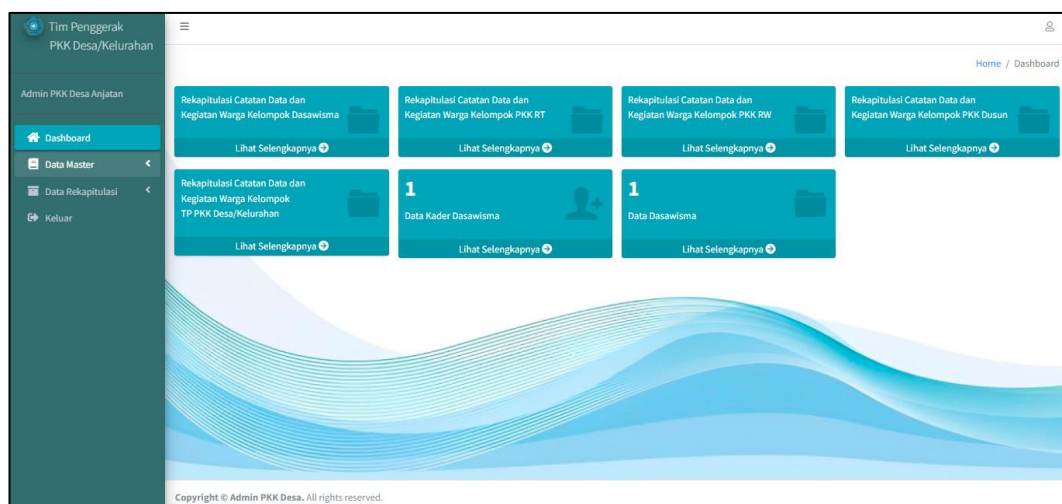 Tim Penggerak
PKK Desa/Kelurahan
Home / Dashboard
Admin PKK Desa Anjatan
Dashboard
Data Master
Data Rekapitulasi
Keluar
Rekapitulasi Catatan Data dan
Kegiatan Warga Kelompok Dasawisma
Lihat Selengkapnya
Rekapitulasi Catatan Data dan
Kegiatan Warga Kelompok PKK RT
Lihat Selengkapnya
Rekapitulasi Catatan Data dan
Kegiatan Warga Kelompok PKK RW
Lihat Selengkapnya
Rekapitulasi Catatan Data dan
Kegiatan Warga Kelompok PKK Dusun
Lihat Selengkapnya
Rekapitulasi Catatan Data dan
Kegiatan Warga Kelompok
TP PKK Desa/Kelurahan
Lihat Selengkapnya
1
Data Kader Dasawisma
Lihat Selengkapnya
1
Data Dasawisma
Lihat Selengkapnya
Copyright © Admin PKK Desa. All rights reserved.